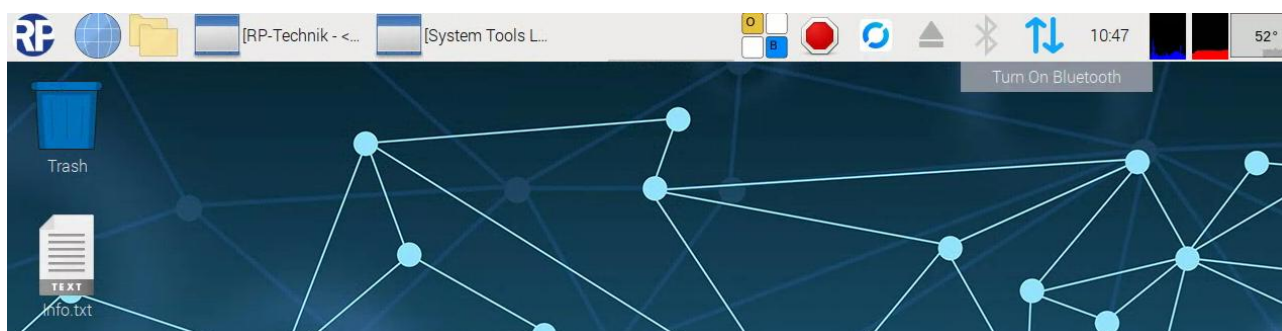 RP
[RP-Technik - <...
[System Tools L...
O
B
10:47
52°
Turn On Bluetooth
Trash
TEXT
Info.txt